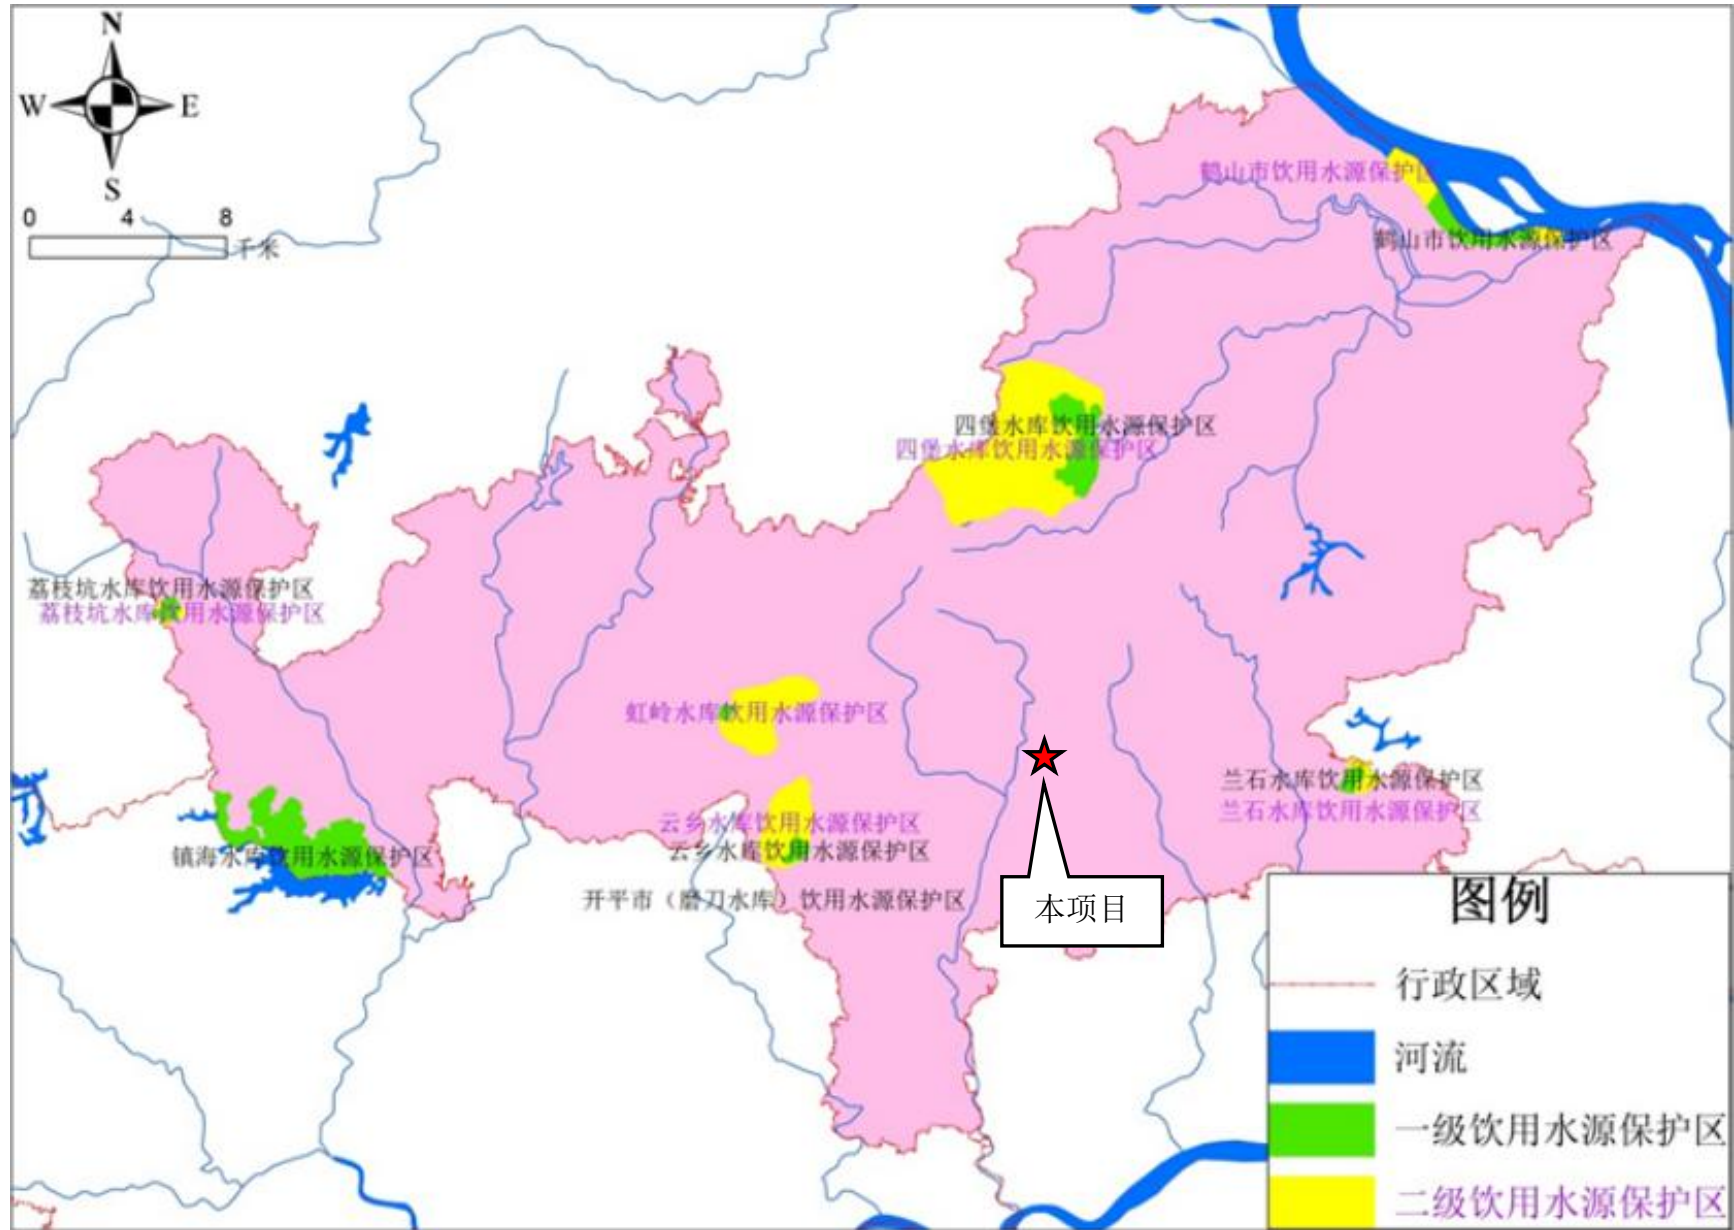 N
W E
S
0 4 8
千米
鹤山市饮用水源保护区
鹤山市饮用水源保护区
四堡水库饮用水源保护区
四堡水库饮用水源保护区
荔枝坑水库饮用水源保护区
荔枝坑水库饮用水源保护区
虹岭水库饮用水源保护区
兰石水库饮用水源保护区
兰石水库饮用水源保护区
云乡水库饮用水源保护区
云乡水库饮用水源保护区
镇海水库饮用水源保护区
开平市（磨刀水库）饮用水源保护区
本项目
图例
行政区域
河流
一级饮用水源保护区
二级饮用水源保护区